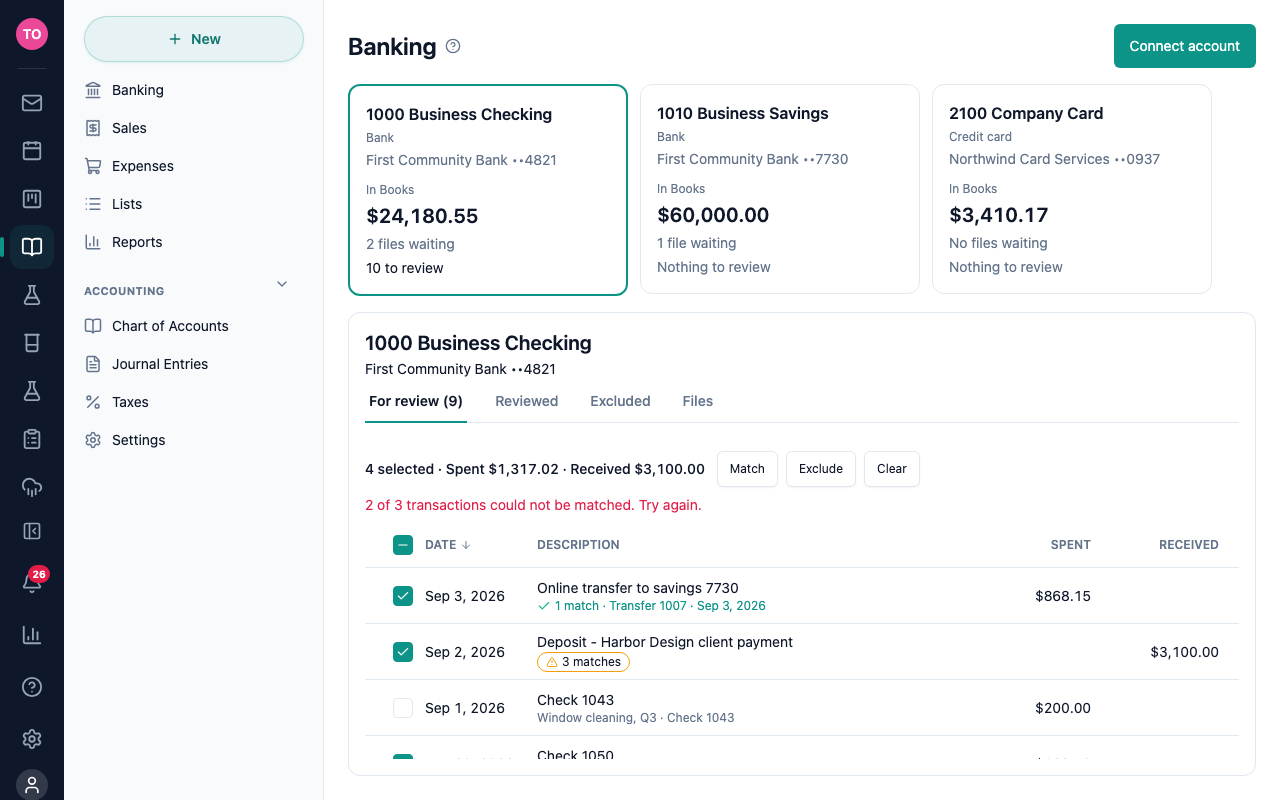 TO
26
New
Banking
Sales
Expenses
Lists
Reports
ACCOUNTING
Chart of Accounts
Journal Entries
Taxes
Settings
Banking
Connect account
1000 Business Checking
Bank
First Community Bank ••4821
In Books
$24,180.55
2 files waiting
10 to review
1010 Business Savings
Bank
First Community Bank ••7730
In Books
$60,000.00
1 file waiting
Nothing to review
2100 Company Card
Credit card
Northwind Card Services ••0937
In Books
$3,410.17
No files waiting
Nothing to review
1000 Business Checking
First Community Bank ••4821
For review (9) Reviewed Excluded Files
4 selected · Spent $1,317.02 · Received $3,100.00 Match Exclude Clear
2 of 3 transactions could not be matched. Try again.
DATE DESCRIPTION SPENT RECEIVED
Sep 3, 2026 Online transfer to savings 7730 $868.15
1 match · Transfer 1007 · Sep 3, 2026
Sep 2, 2026 Deposit - Harbor Design client payment $3,100.00
3 matches
Sep 1, 2026 Check 1043 $200.00
Window cleaning, Q3 · Check 1043
Check 1050